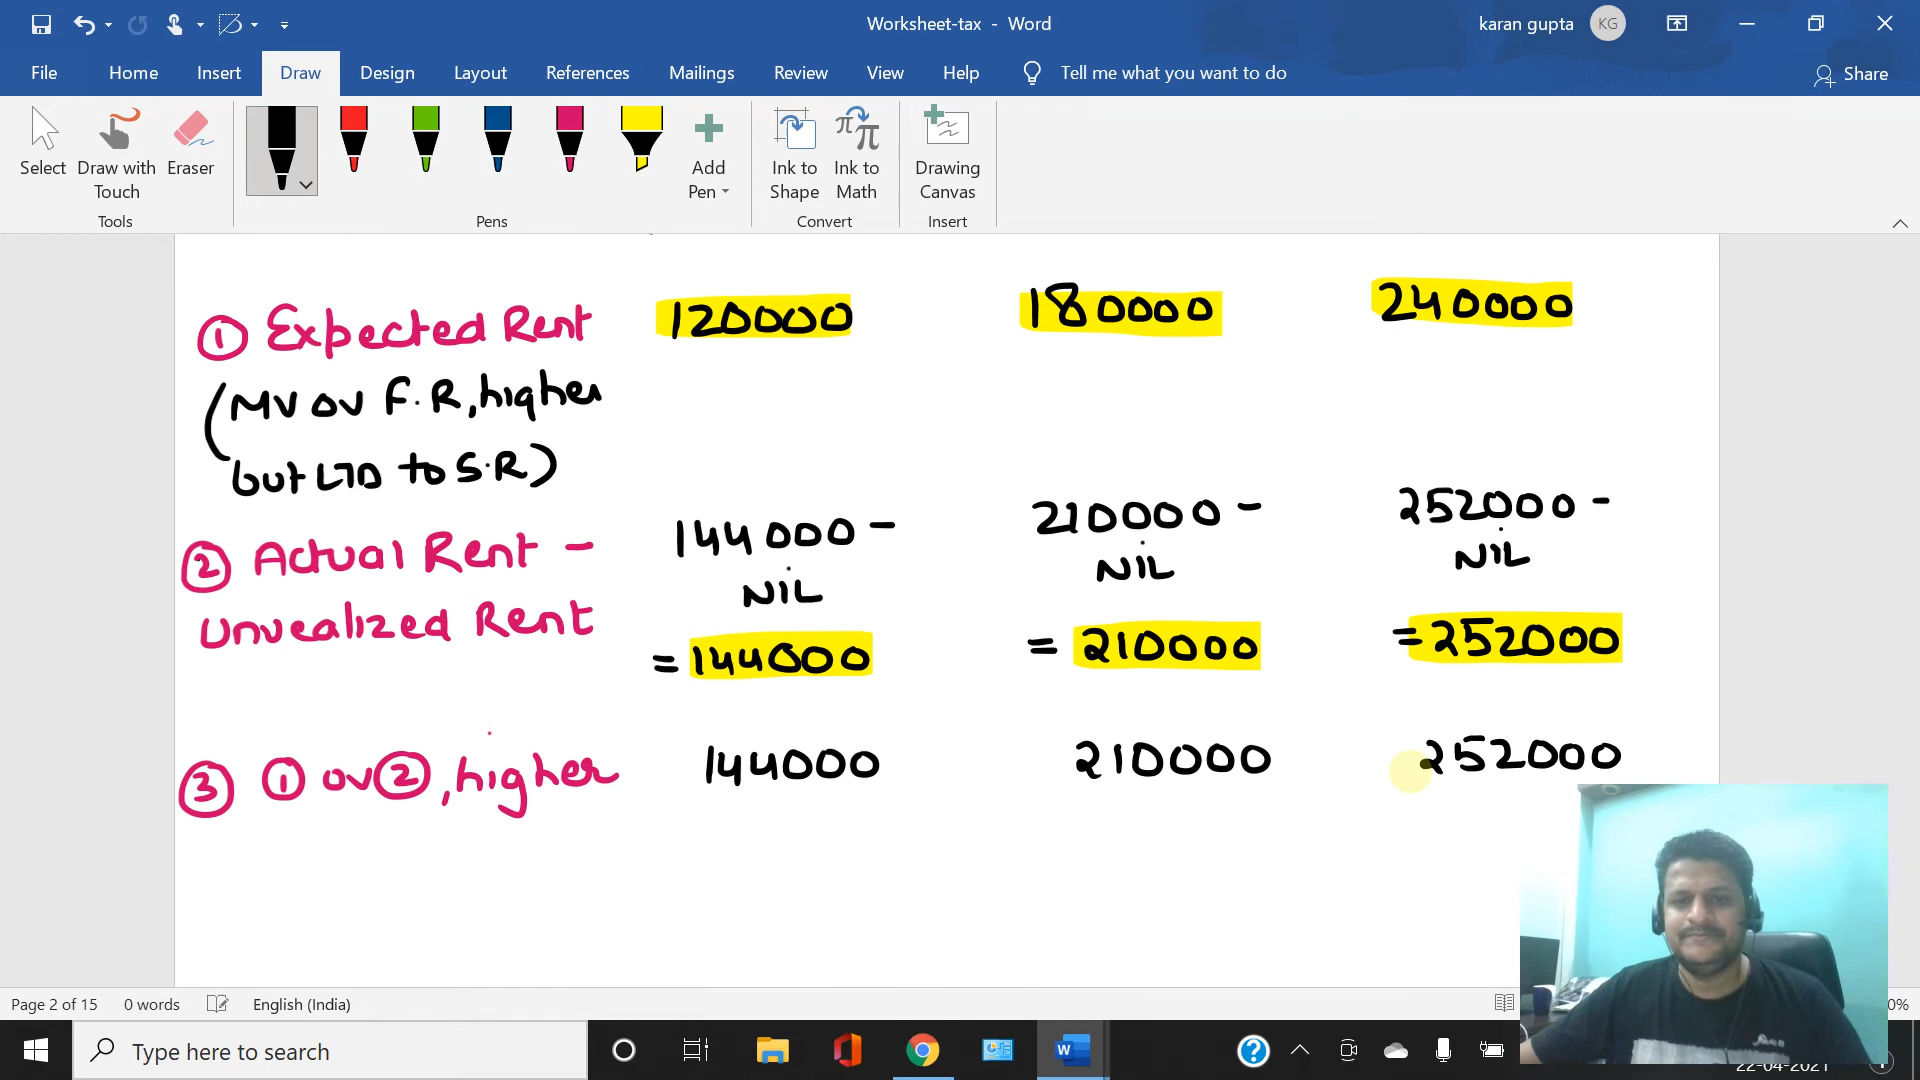 Worksheet-tax - Word
karan gupta
KG
File Home Insert Draw Design Layout References Mailings Review View Help Tell me what you want to do Share
Select
Draw with Touch
Eraser
Add Pen
Ink to Shape
Ink to Math
Drawing Canvas
Tools
Pens
Convert
Insert
120000 180000 240000
① Expected Rent
(MV or F.R, higher
but LTD to S.R)
144000 - 210000 - 252000 -
NIL NIL NIL
② Actual Rent -
Unrealized Rent
= 144000 = 210000 = 252000
③ ① or ②, higher 144000 210000 252000
Page 2 of 15 0 words English (India)
0%
Type here to search
22-04-2021